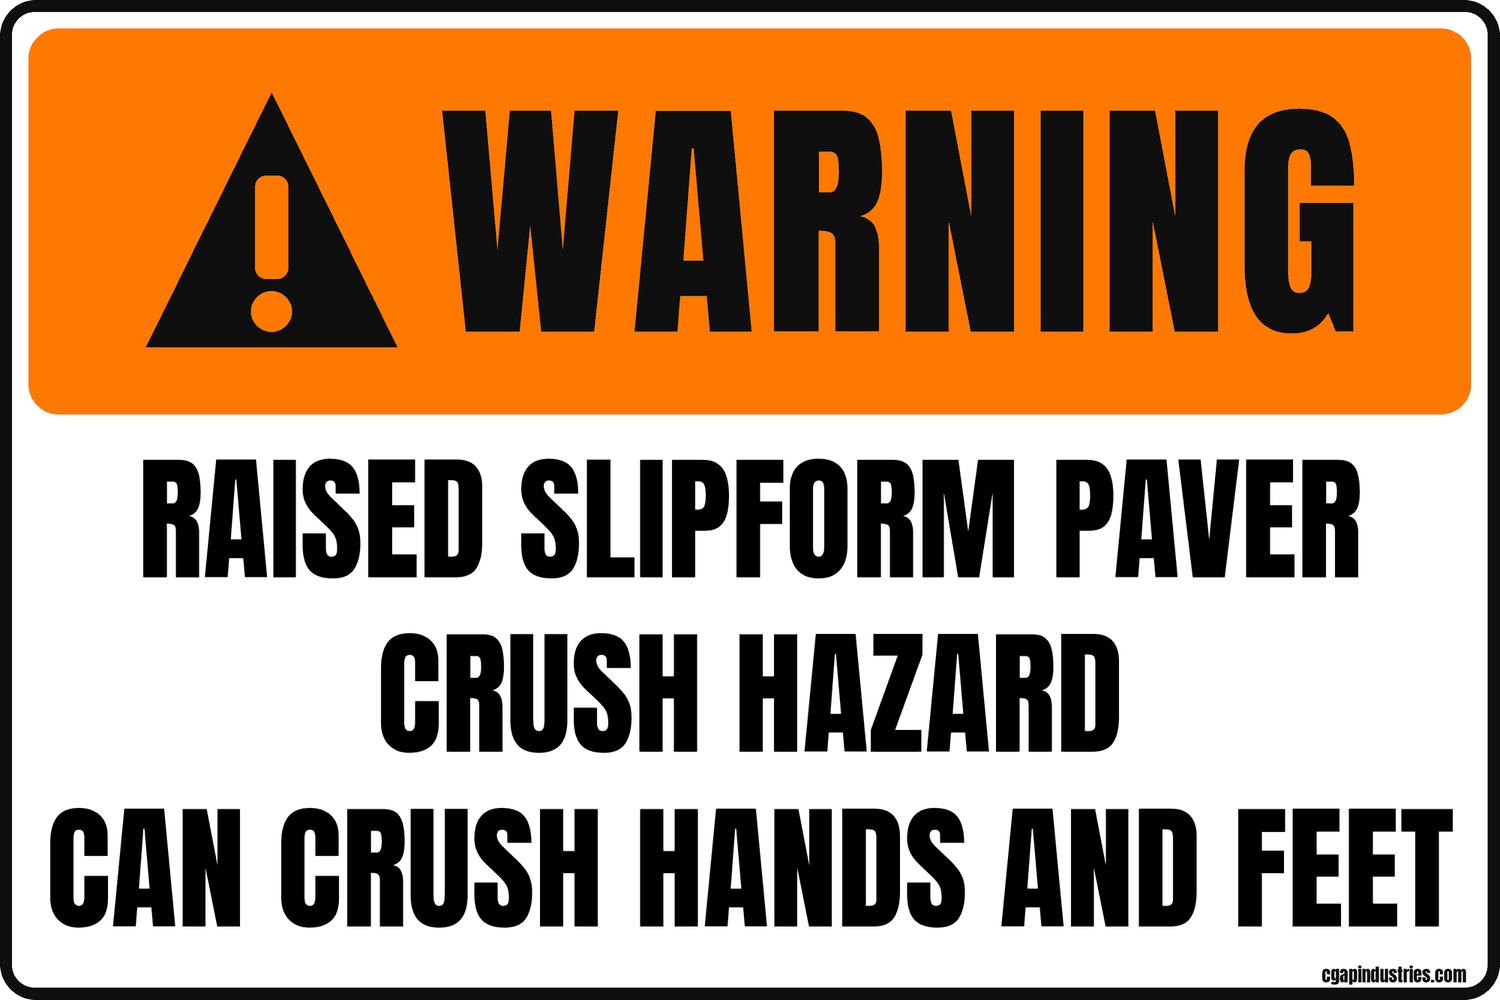 WARNING
RAISED SLIPFORM PAVER
CRUSH HAZARD
CAN CRUSH HANDS AND FEET
cgapindustries.com